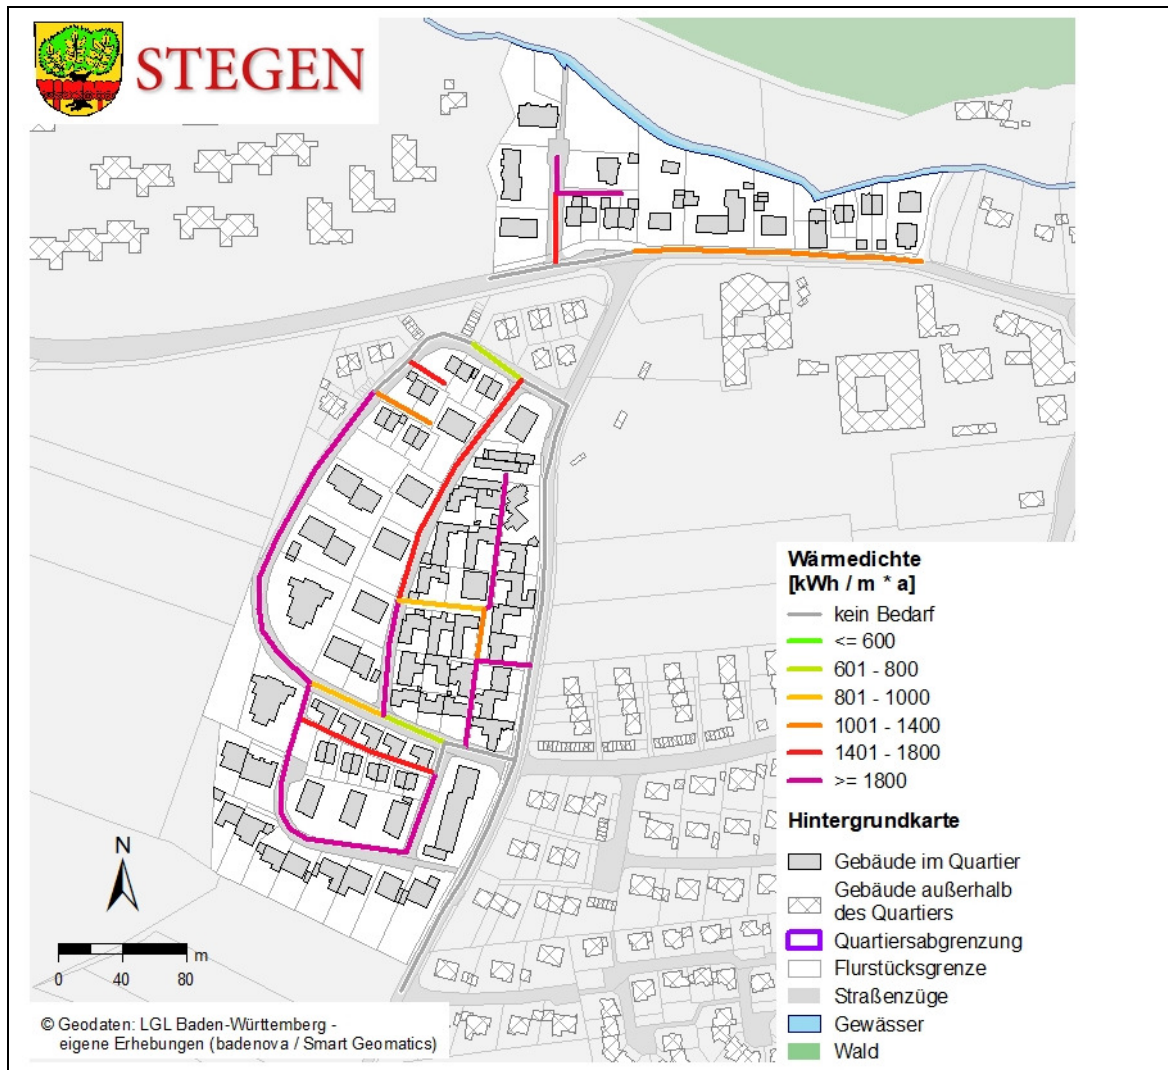 STEGEN
Wärmedichte
[kWh / m * a]
kein Bedarf
<= 600
601 - 800
801 - 1000
1001 - 1400
1401 - 1800
>= 1800
Hintergrundkarte
Gebäude im Quartier
Gebäude außerhalb
des Quartiers
Quartiersabgrenzung
Flurstücksgrenze
Straßenzüge
Gewässer
Wald
N
m
0 40 80
© Geodaten: LGL Baden-Württemberg -
eigene Erhebungen (badenova / Smart Geomatics)